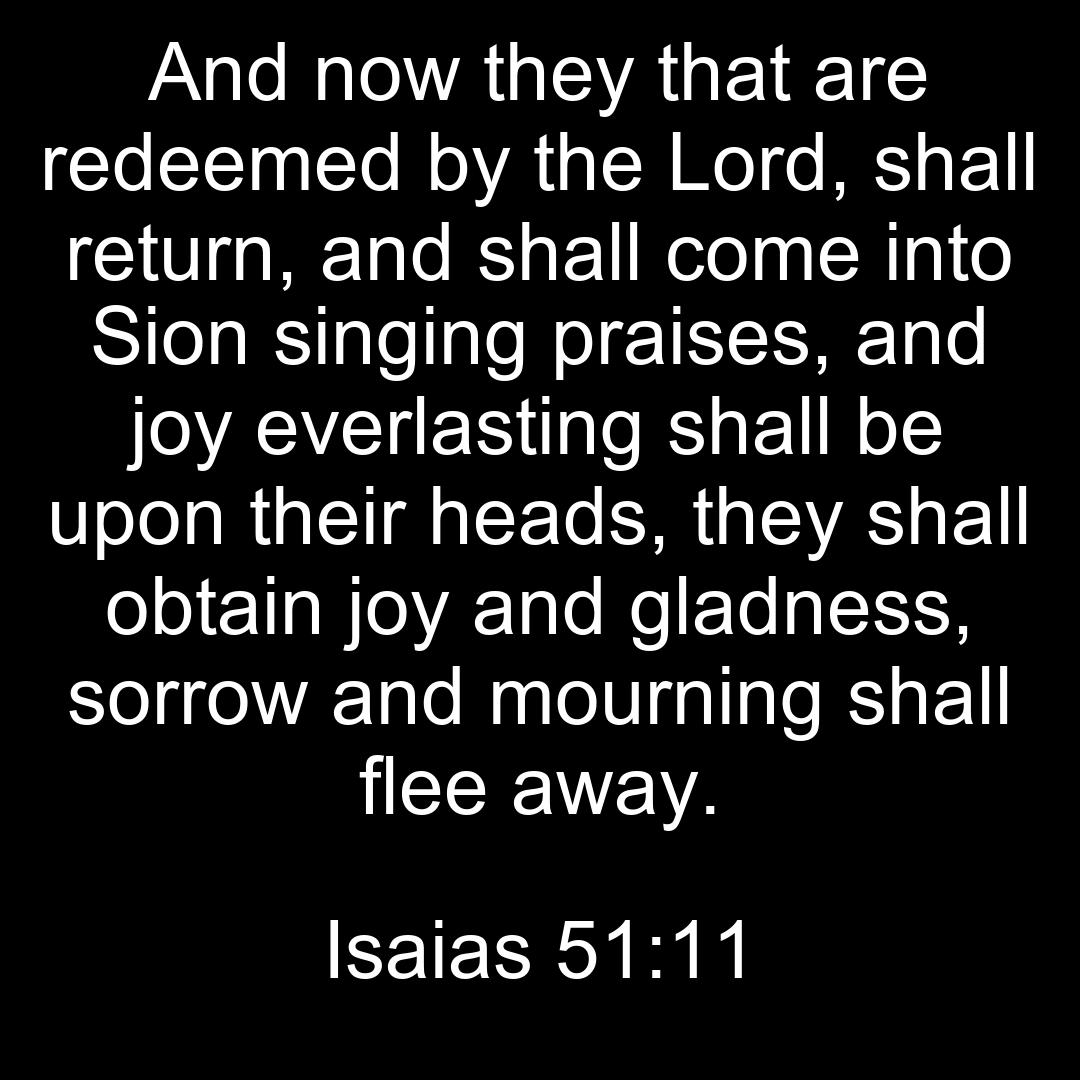 And now they that are
redeemed by the Lord, shall
return, and shall come into
Sion singing praises, and
joy everlasting shall be
upon their heads, they shall
obtain joy and gladness,
sorrow and mourning shall
flee away.
Isaias 51:11